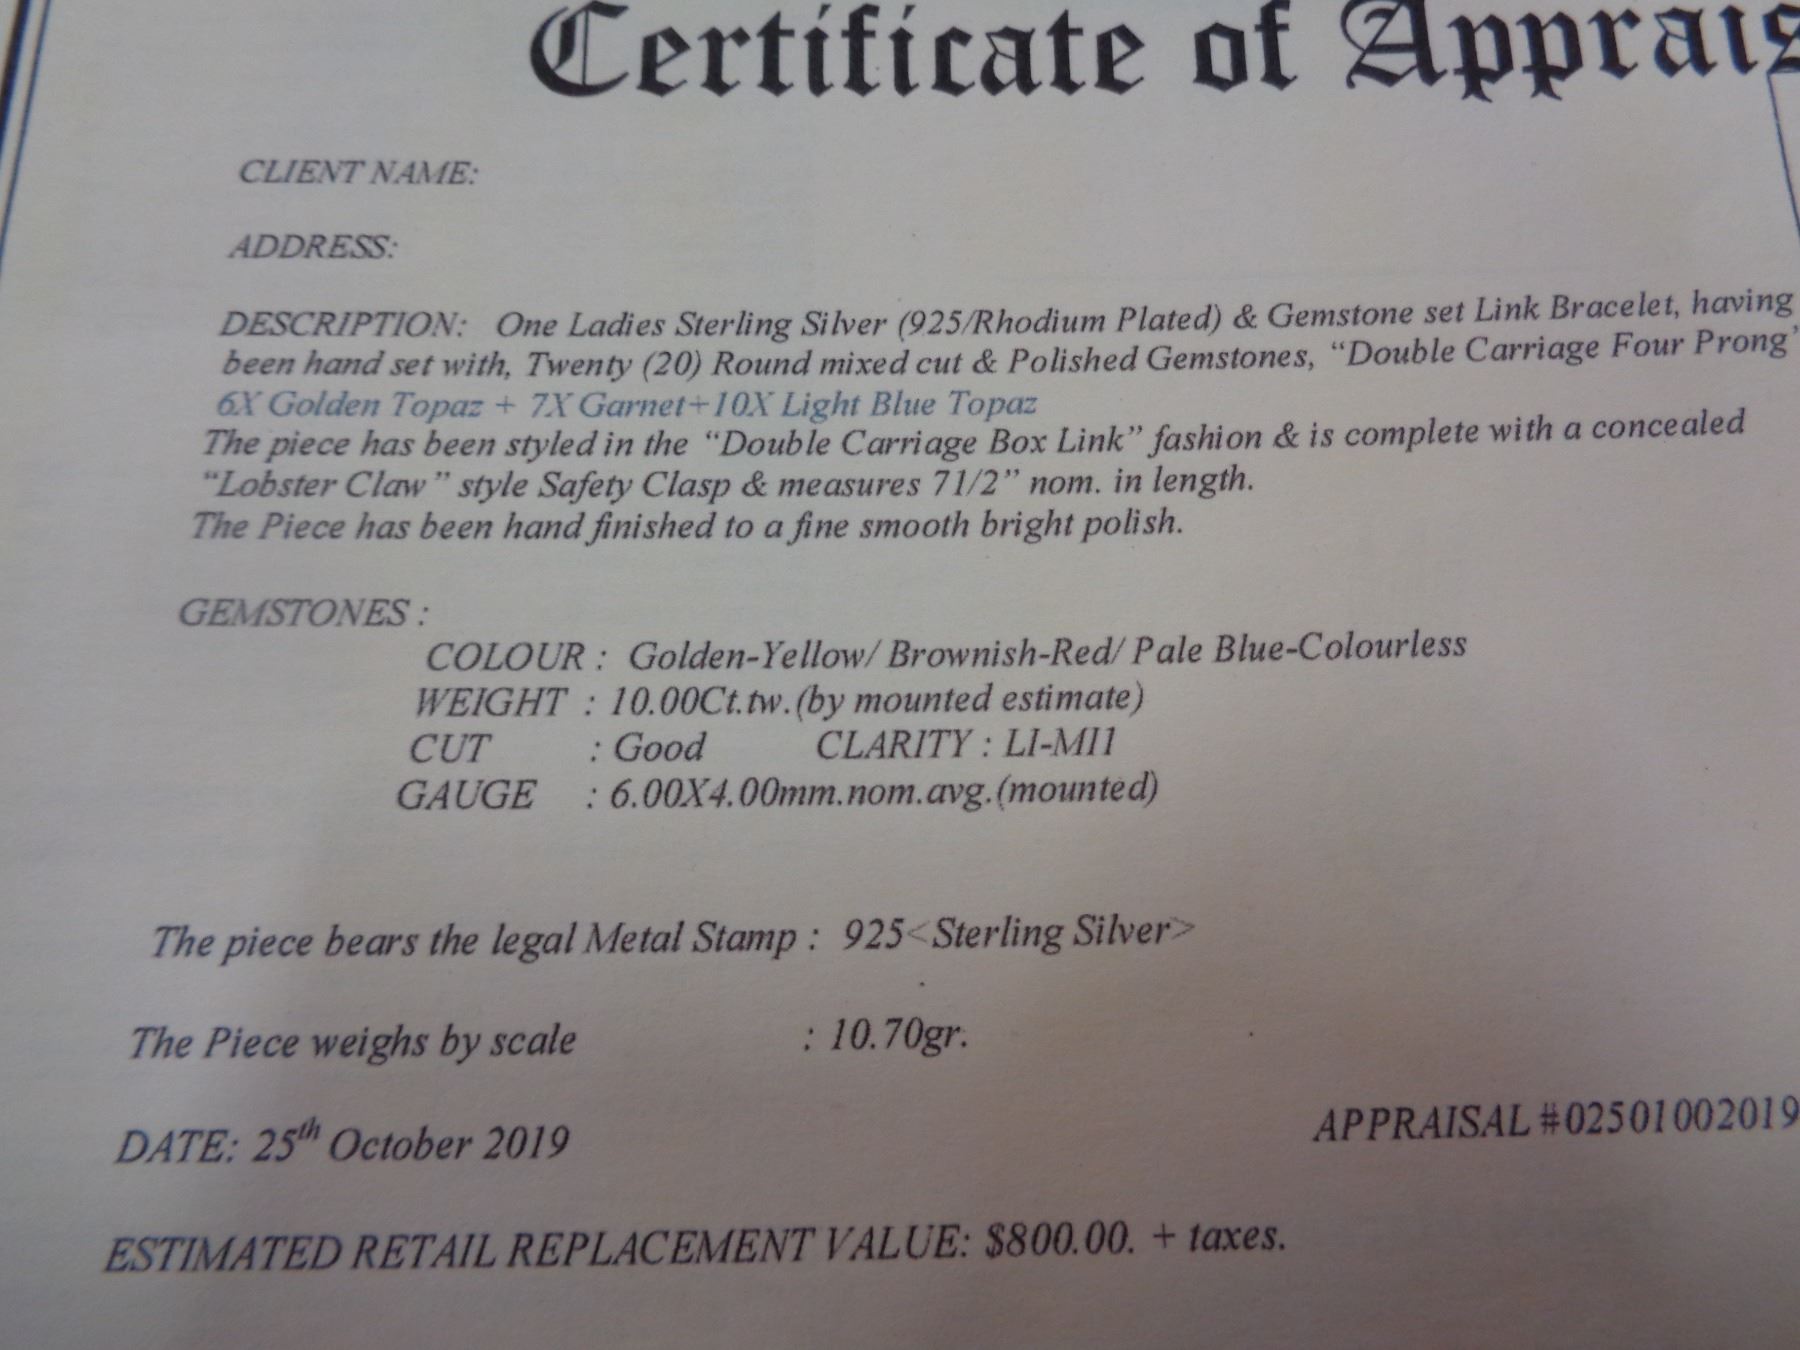 Certificate of Apprais
CLIENT NAME:
ADDRESS:
DESCRIPTION: One Ladies Sterling Silver (925/Rhodium Plated) & Gemstone set Link Bracelet, having
been hand set with, Twenty (20) Round mixed cut & Polished Gemstones, “Double Carriage Four Prong’
6X Golden Topaz + 7X Garnet+10X Light Blue Topaz
The piece has been styled in the “Double Carriage Box Link” fashion & is complete with a concealed
“Lobster Claw” style Safety Clasp & measures 71/2” nom. in length.
The Piece has been hand finished to a fine smooth bright polish.
GEMSTONES :
COLOUR : Golden-Yellow/ Brownish-Red/ Pale Blue-Colourless
WEIGHT : 10.00Ct.tw.(by mounted estimate)
CUT : Good CLARITY : LI-MI1
GAUGE : 6.00X4.00mm.nom.avg.(mounted)
The piece bears the legal Metal Stamp : 925<Sterling Silver>
The Piece weighs by scale : 10.70gr.
DATE: 25th October 2019
APPRAISAL #02501002019
ESTIMATED RETAIL REPLACEMENT VALUE: $800.00. + taxes.